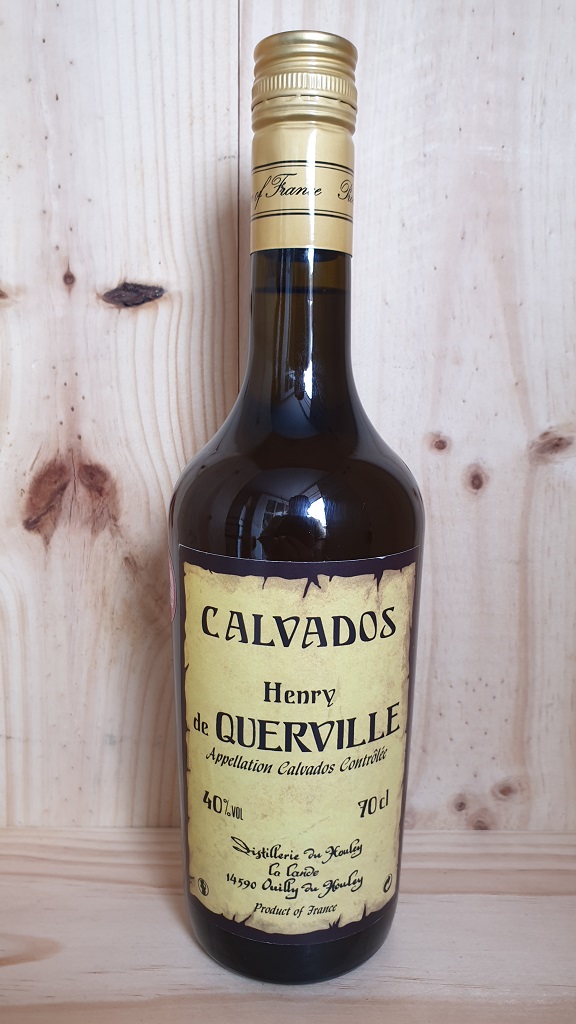 of France
CALVADOS
Henry
de QUERVILLE
Appellation Calvados Contrôlée
40%VOL 70cl
Distillerie du Houley
la lande
14590 Ouilly du Houley
Product of France